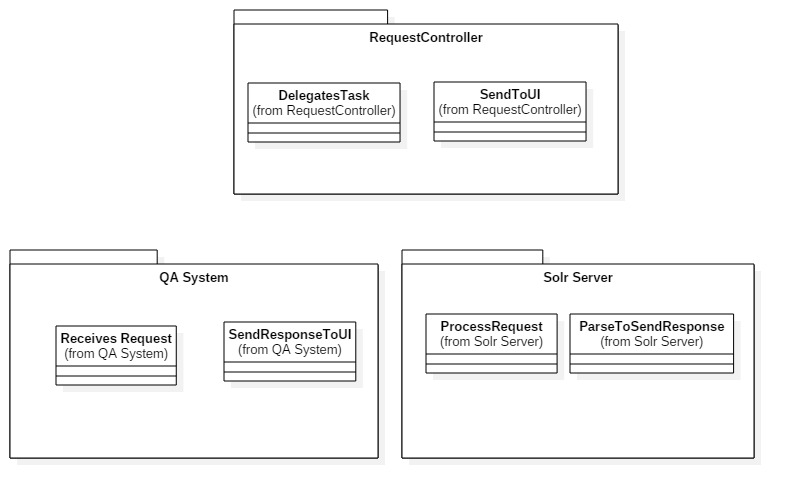 RequestController
DelegatesTask
(from RequestController)
SendToUI
(from RequestController)
QA System
Receives Request
(from QA System)
SendResponseToUI
(from QA System)
Solr Server
ProcessRequest
(from Solr Server)
ParseToSendResponse
(from Solr Server)